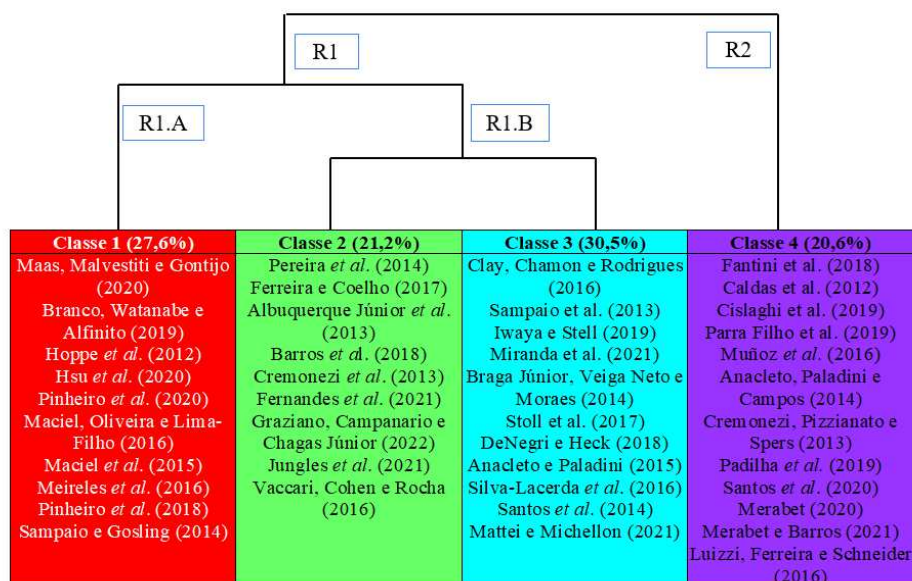 R1
R2
R1.A
R1.B
Classe 1 (27,6%)
Maas, Malvestiti e Gontijo
(2020)
Branco, Watanabe e
Alfinito (2019)
Hoppe et al. (2012)
Hsu et al. (2020)
Pinheiro et al. (2020)
Maciel, Oliveira e Lima-
Filho (2016)
Maciel et al. (2015)
Meireles et al. (2016)
Pinheiro et al. (2018)
Sampaio e Gosling (2014)
Classe 2 (21,2%)
Pereira et al. (2014)
Ferreira e Coelho (2017)
Albuquerque Júnior et al.
(2013)
Barros et al. (2018)
Cremonezi et al. (2013)
Fernandes et al. (2021)
Graziano, Campanario e
Chagas Júnior (2022)
Jungles et al. (2021)
Vaccari, Cohen e Rocha
(2016)
Classe 3 (30,5%)
Clay, Chamon e Rodrigues
(2016)
Sampaio et al. (2013)
Iwaya e Stell (2019)
Miranda et al. (2021)
Braga Júnior, Veiga Neto e
Moraes (2014)
Stoll et al. (2017)
DeNegri e Heck (2018)
Anacleto e Paladini (2015)
Silva-Lacerda et al. (2016)
Santos et al. (2014)
Mattei e Michellon (2021)
Classe 4 (20,6%)
Fantini et al. (2018)
Caldas et al. (2012)
Cislaghi et al. (2019)
Parra Filho et al. (2019)
Muñoz et al. (2016)
Anacleto, Paladini e
Campos (2014)
Cremonezi, Pizzianato e
Spers (2013)
Padilha et al. (2019)
Santos et al. (2020)
Merabet (2020)
Merabet e Barros (2021)
Luizzi, Ferreira e Schneider
(2016)